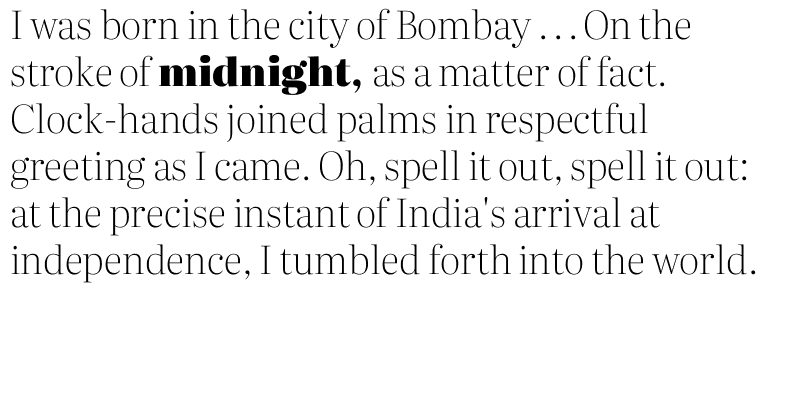 I was born in the city of Bombay . . . On the
stroke of midnight, as a matter of fact.
Clock-hands joined palms in respectful
greeting as I came. Oh, spell it out, spell it out:
at the precise instant of India's arrival at
independence, I tumbled forth into the world.